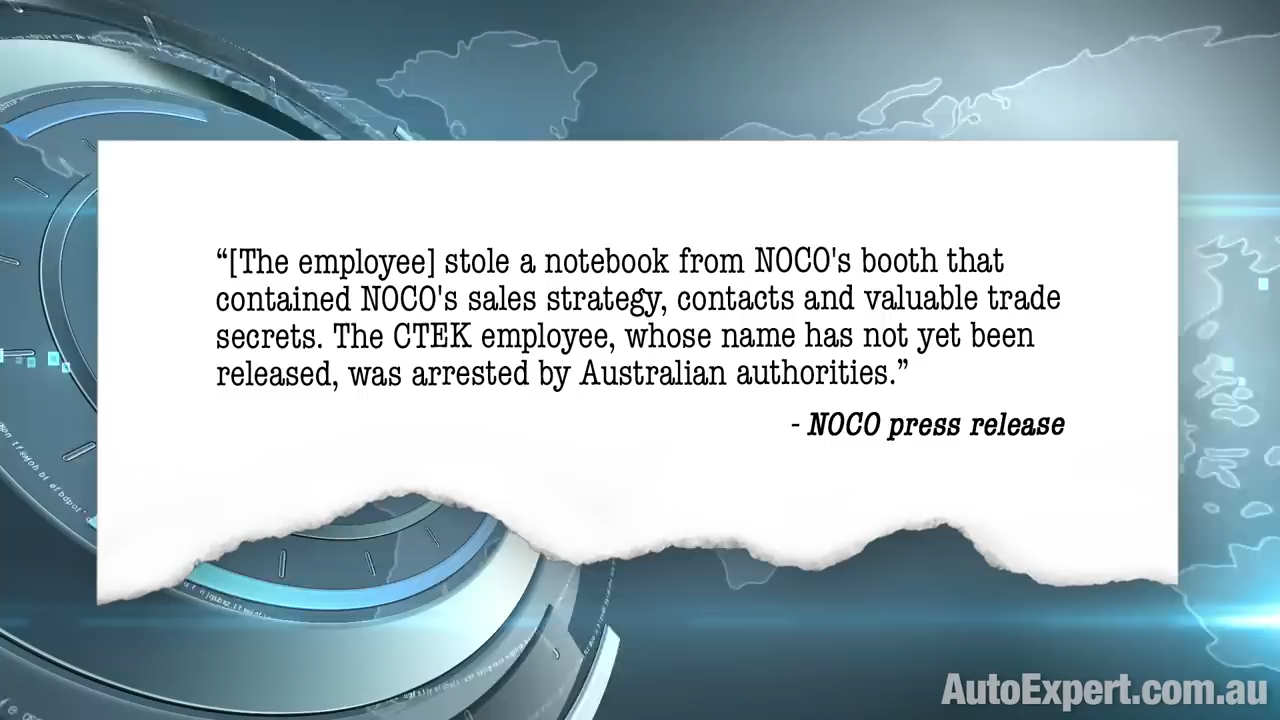 “[The employee] stole a notebook from NOCO's booth that
contained NOCO's sales strategy, contacts and valuable trade
secrets. The CTEK employee, whose name has not yet been
released, was arrested by Australian authorities.”
- NOCO press release
AutoExpert.com.au